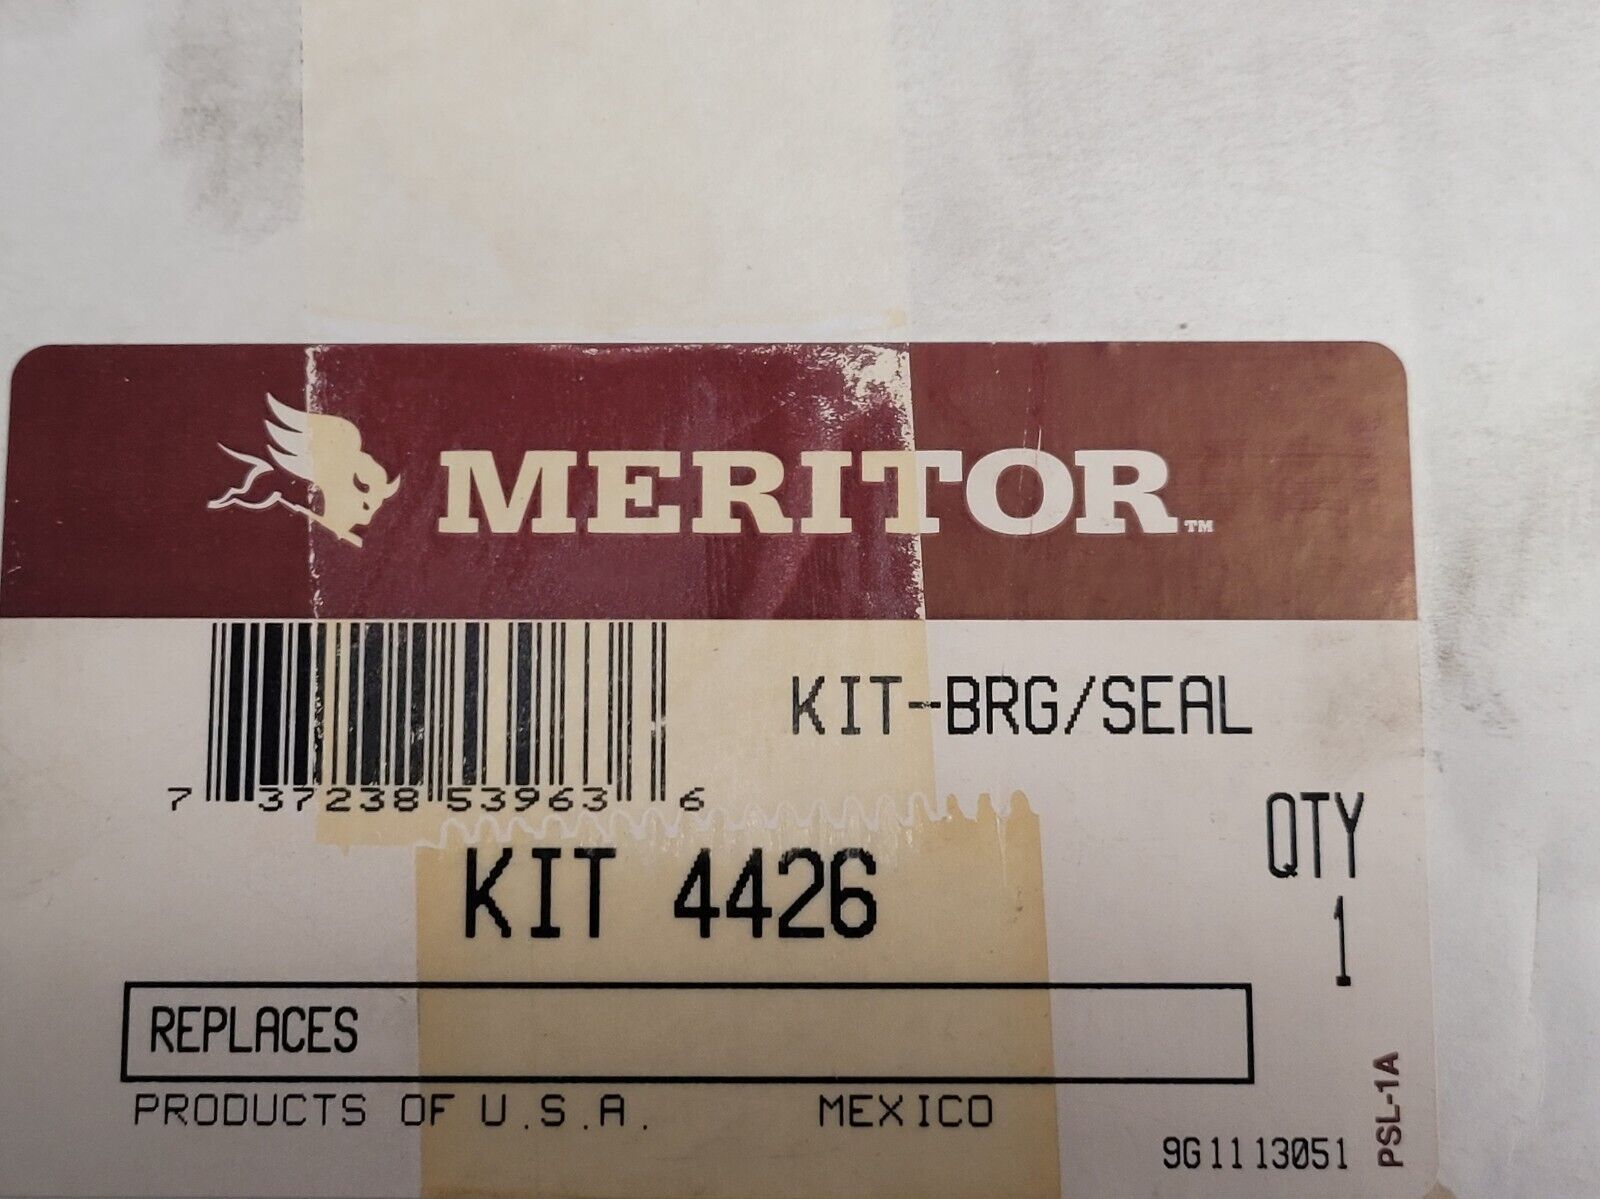 MERITOR™
KIT-BRG/SEAL
7 37238 53963 6
QTY
KIT 4426
1
REPLACES
PRODUCTS OF U.S.A. MEXICO
9G1113051
PSL-1A